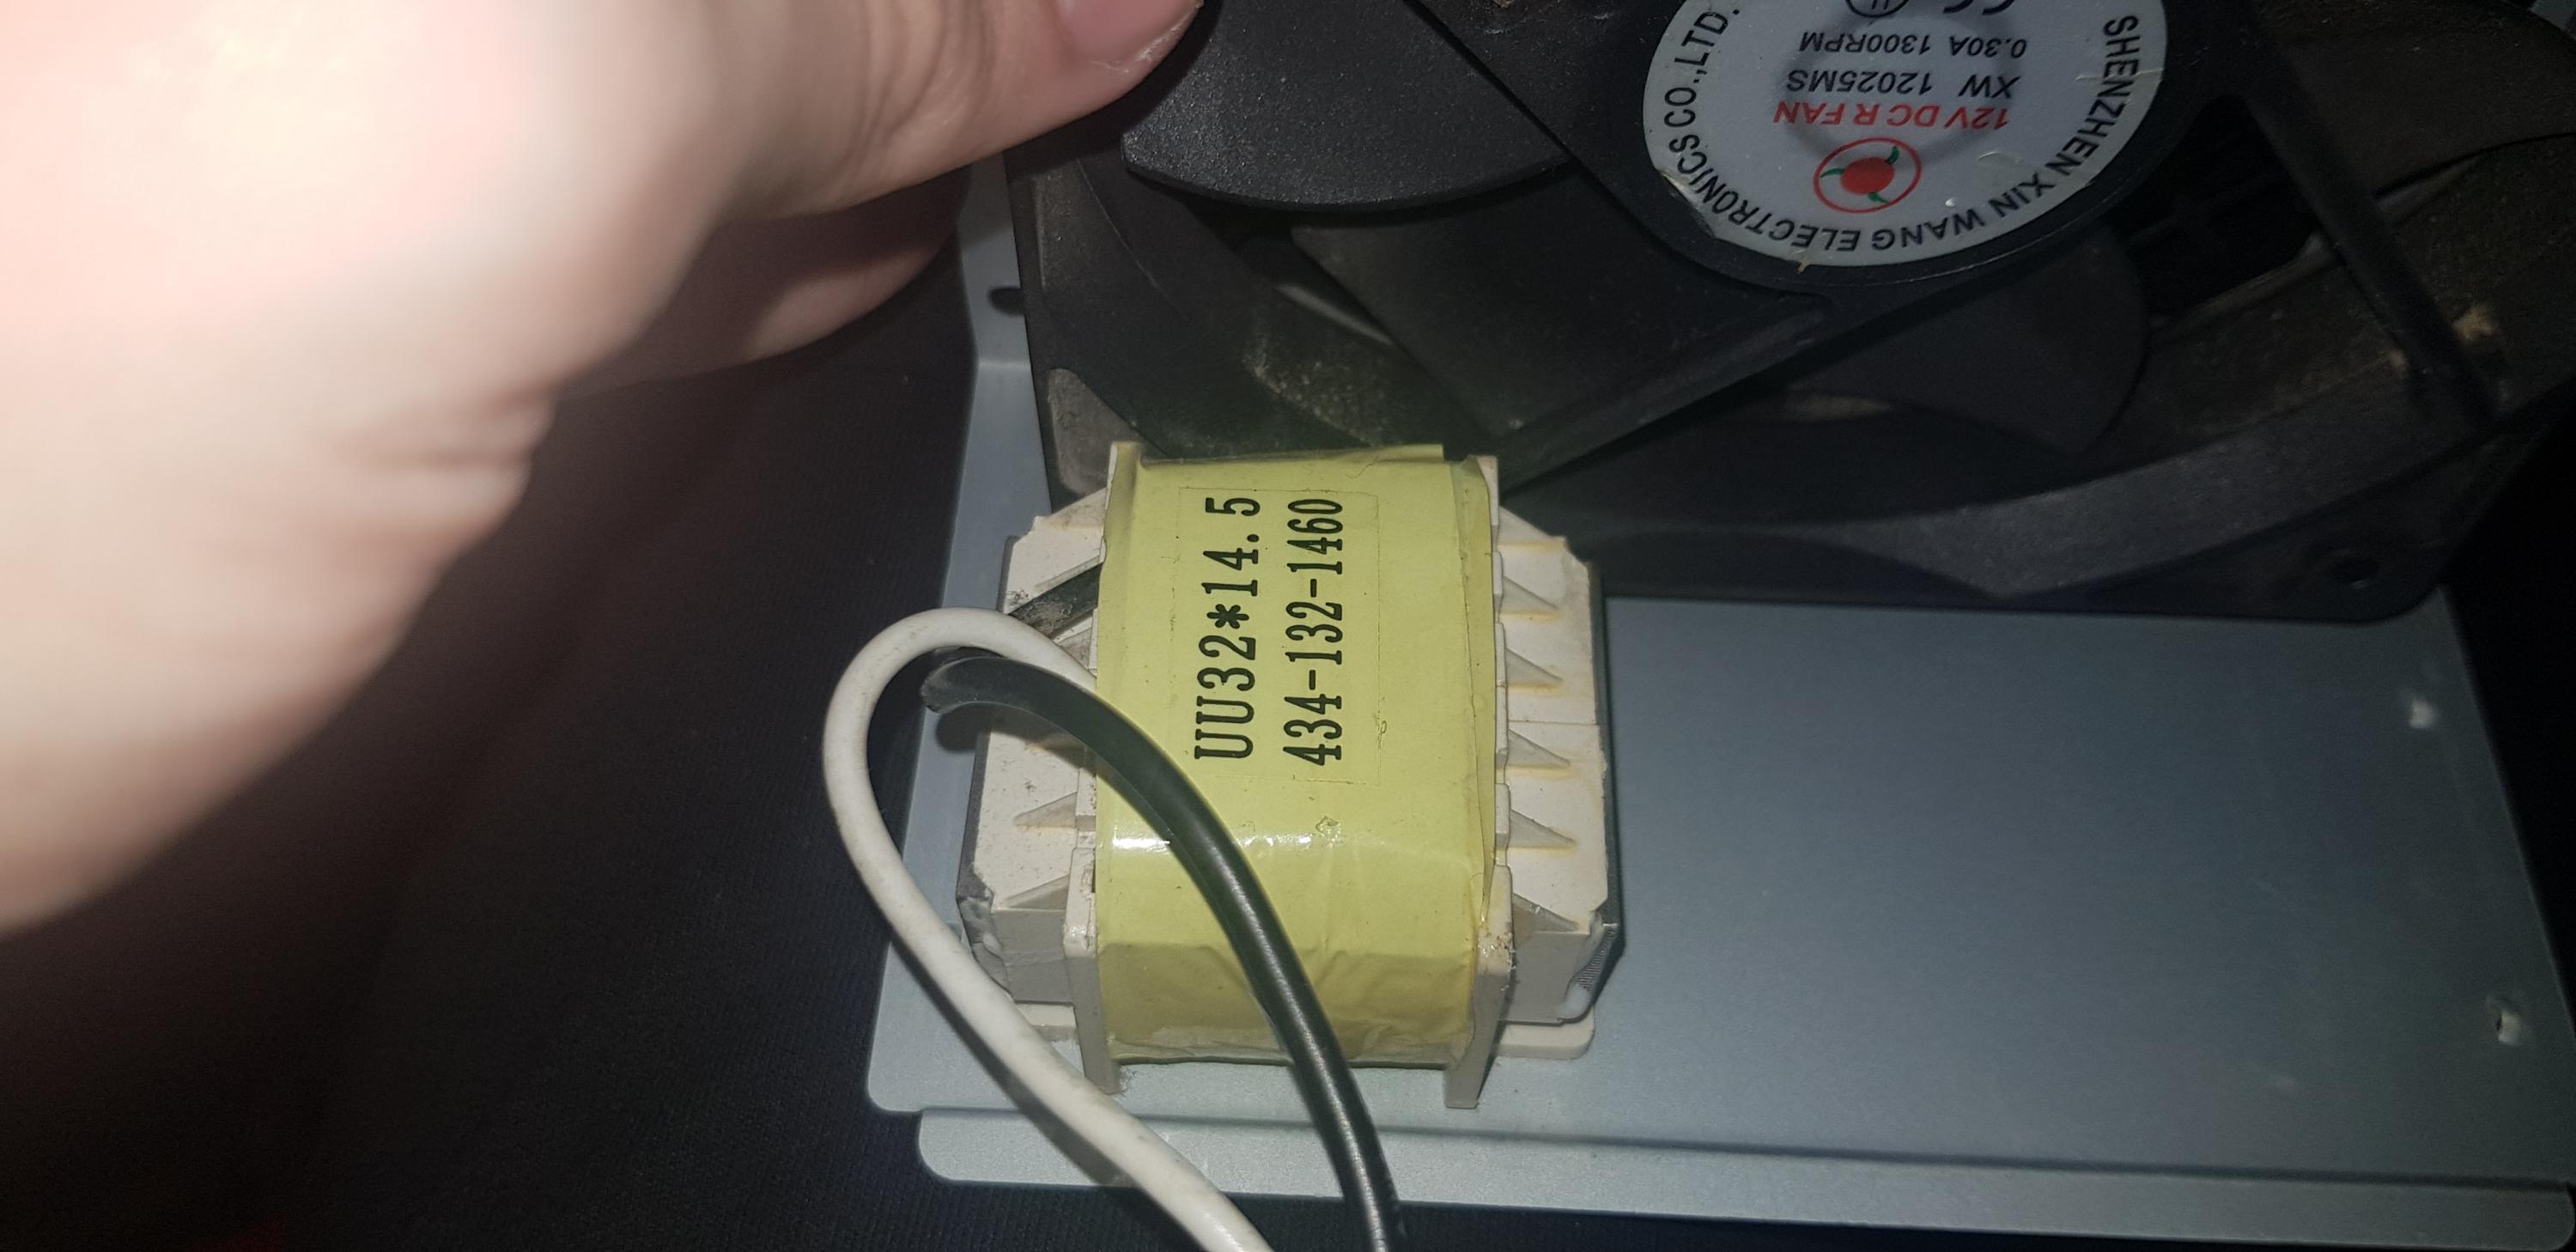 UU32*14.5
434-132-1460
SHENZHEN XIN WANG ELECTRONICS CO.,LTD.
12V DC R FAN
XW 12025MS
0.30A 1300RPM
CE